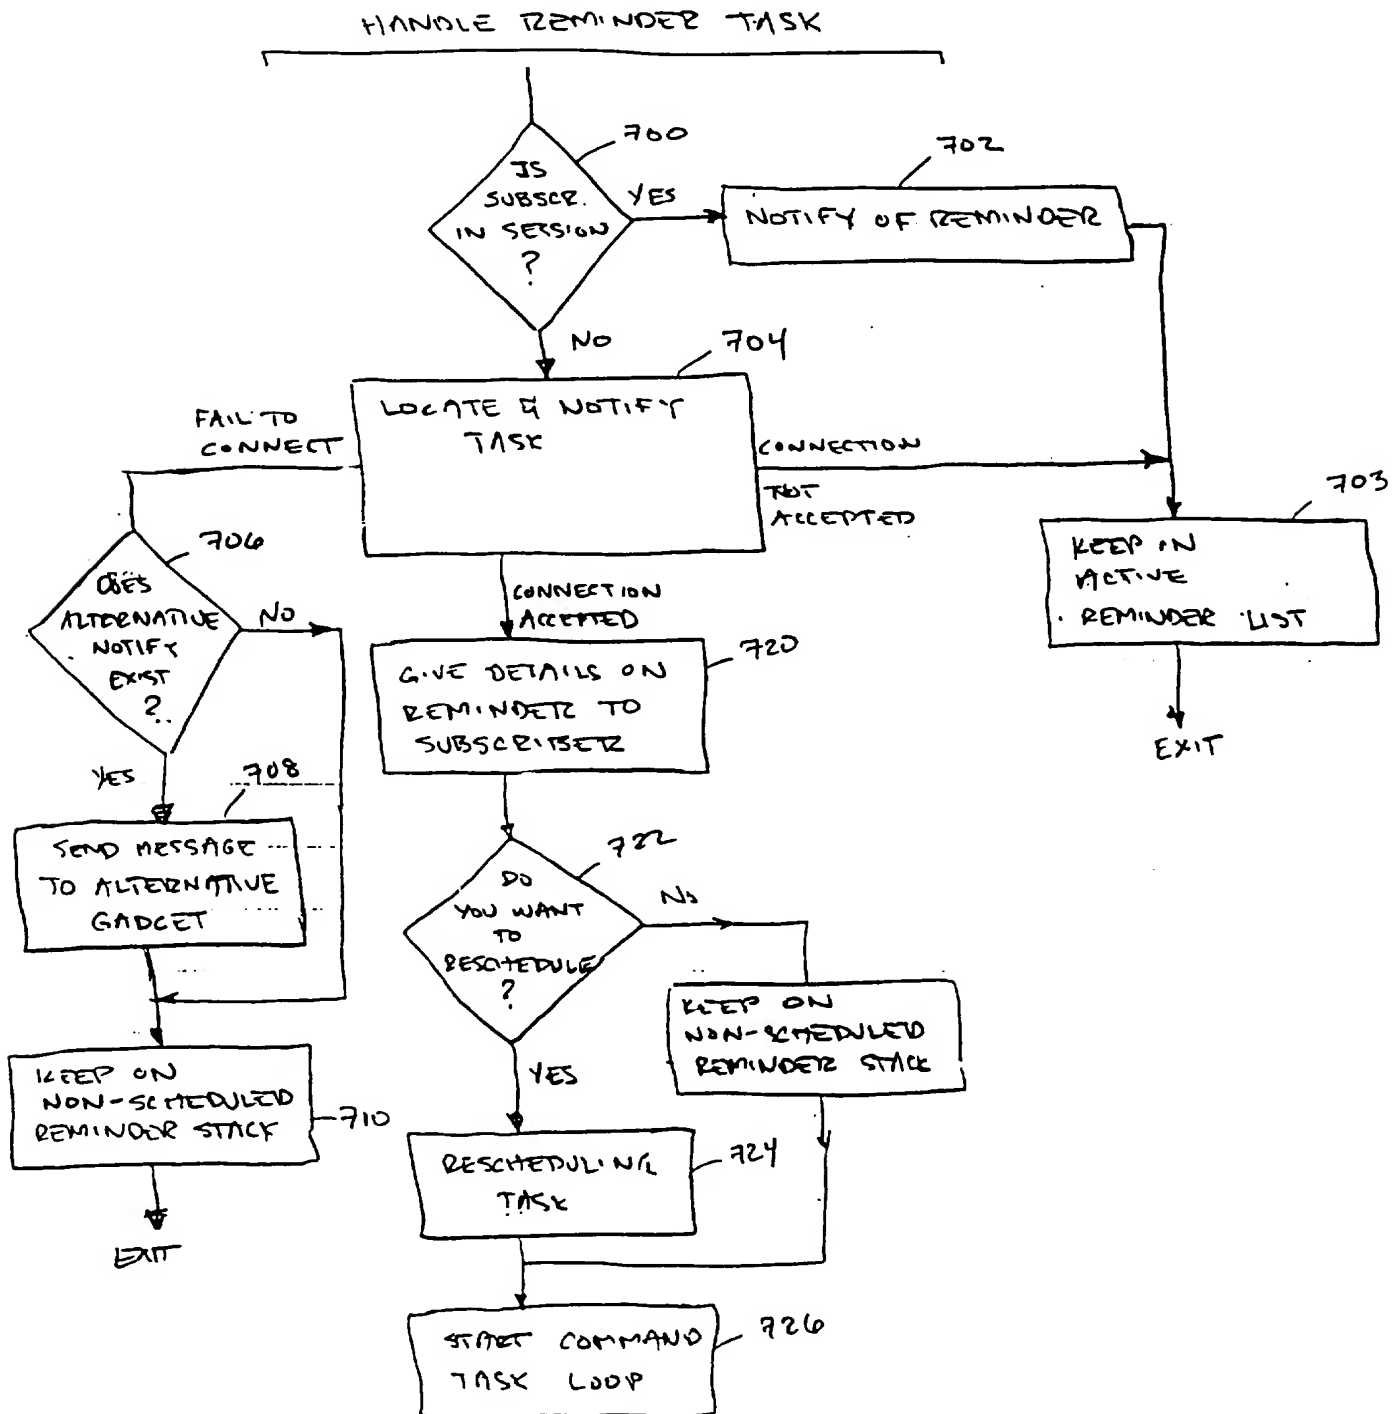 HANDLE REMINDER TASK
700
IS
SUBSCR.
IN SESSION
?
YES
702
NOTIFY OF REMINDER
NO
704
LOCATE & NOTIFY
TASK
FAIL TO
CONNECT
CONNECTION
NOT
ACCEPTED
703
KEEP IN
ACTIVE
REMINDER LIST
EXIT
706
DOES
ALTERNATIVE
NOTIFY
EXIST
?
NO
YES
CONNECTION
ACCEPTED
720
GIVE DETAILS ON
REMINDER TO
SUBSCRIBER
708
SEND MESSAGE
TO ALTERNATIVE
GADGET
722
DO
YOU WANT
TO
RESCHEDULE
?
NO
KEEP ON
NON-SCHEDULED
REMINDER STACK
YES
KEEP ON
NON-SCHEDULED
REMINDER STACK
710
EXIT
RESCHEDULING
TASK
724
START COMMAND
TASK LOOP
726